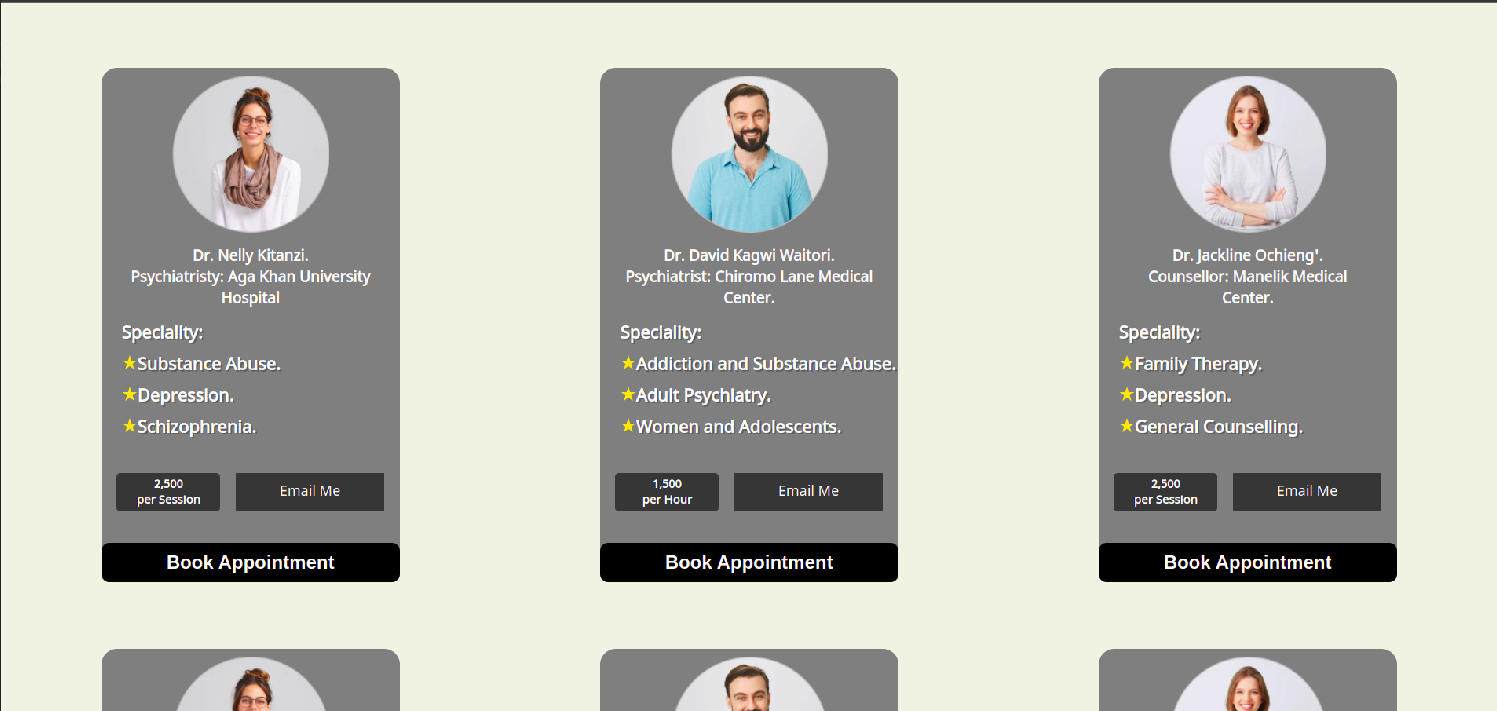 Dr. Nelly Kitanzi.
Psychiatristy: Aga Khan University
Hospital
Speciality:
★Substance Abuse.
★Depression.
★Schizophrenia.
2,500
per Session
Email Me
Book Appointment
Dr. David Kagwi Waitori.
Psychiatrist: Chiromo Lane Medical
Center.
Speciality:
★Addiction and Substance Abuse.
★Adult Psychiatry.
★Women and Adolescents.
1,500
per Hour
Email Me
Book Appointment
Dr. Jackline Ochieng'.
Counsellor: Manelik Medical
Center.
Speciality:
★Family Therapy.
★Depression.
★General Counselling.
2,500
per Session
Email Me
Book Appointment